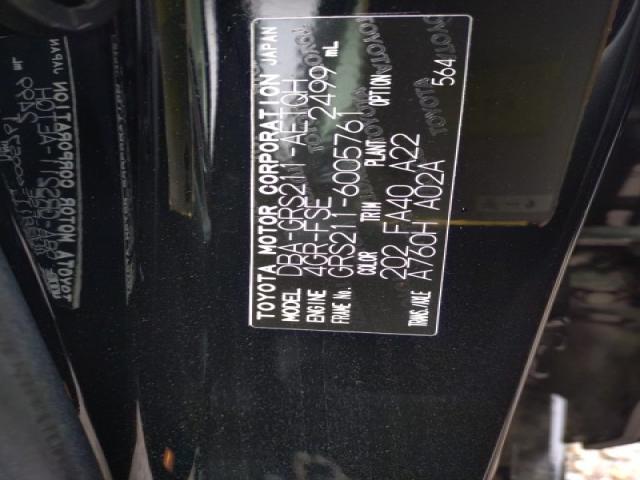 TOYOTA MOTOR CORPORATION JAPAN
MODEL DBA-GRS211-AETQH
ENGINE 4GR-FSE 2499 mL
FRAME No. GRS211-6005761
COLOR TRIM PLANT OPTION
202 FA40 A22
TRANS./AXLE A760H A02A 564